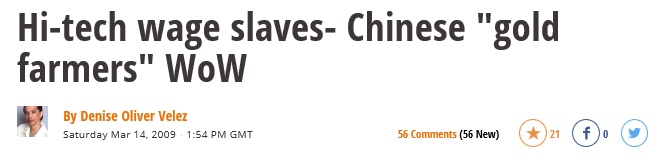 Hi-tech wage slaves- Chinese "gold
farmers" WoW
By Denise Oliver Velez
Saturday Mar 14, 2009 · 1:54 PM GMT
56 Comments (56 New)
21
0